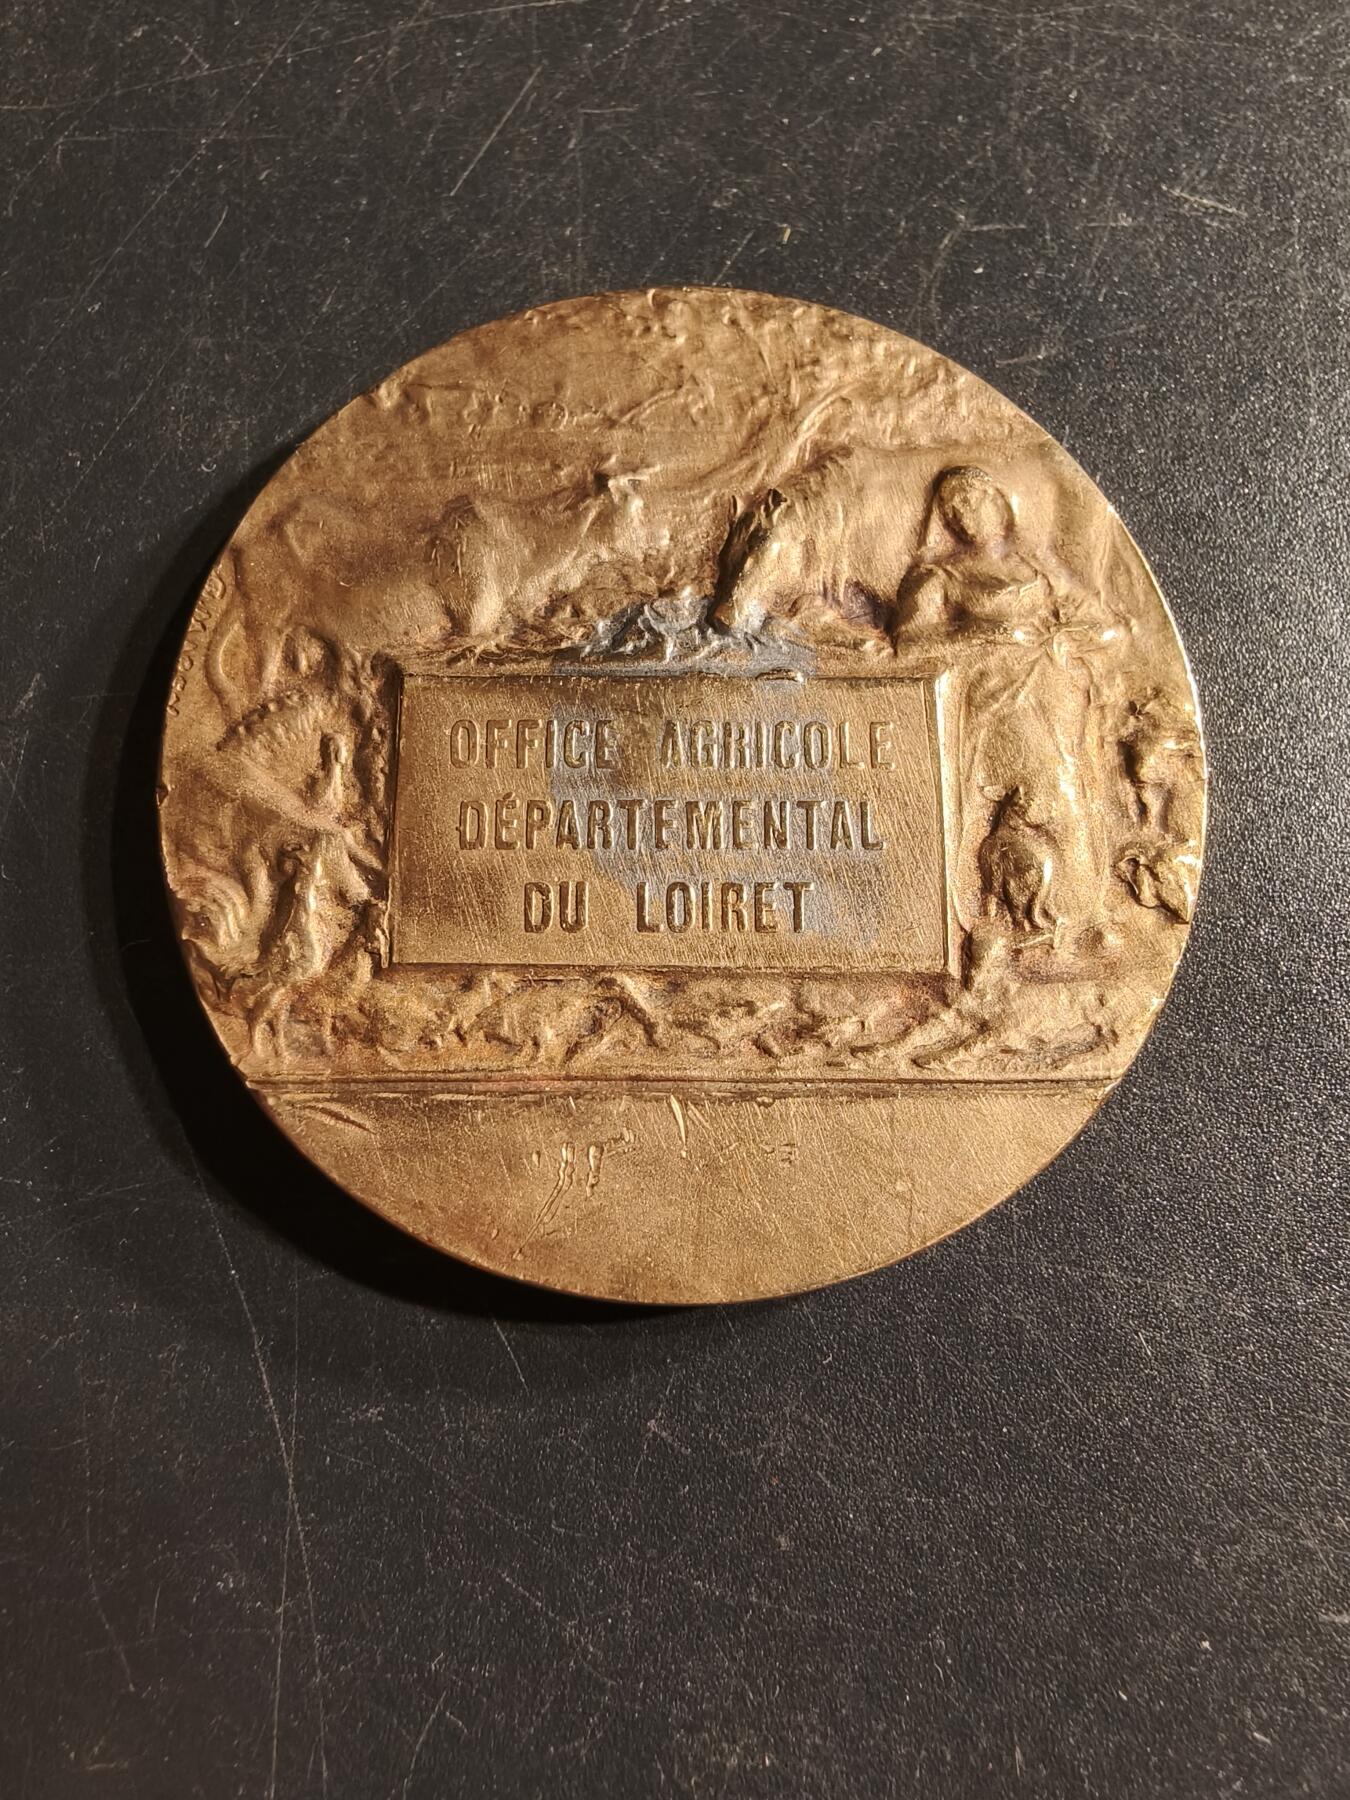 OFFICE AGRICOLE
DÉPARTEMENTAL
DU LOIRET